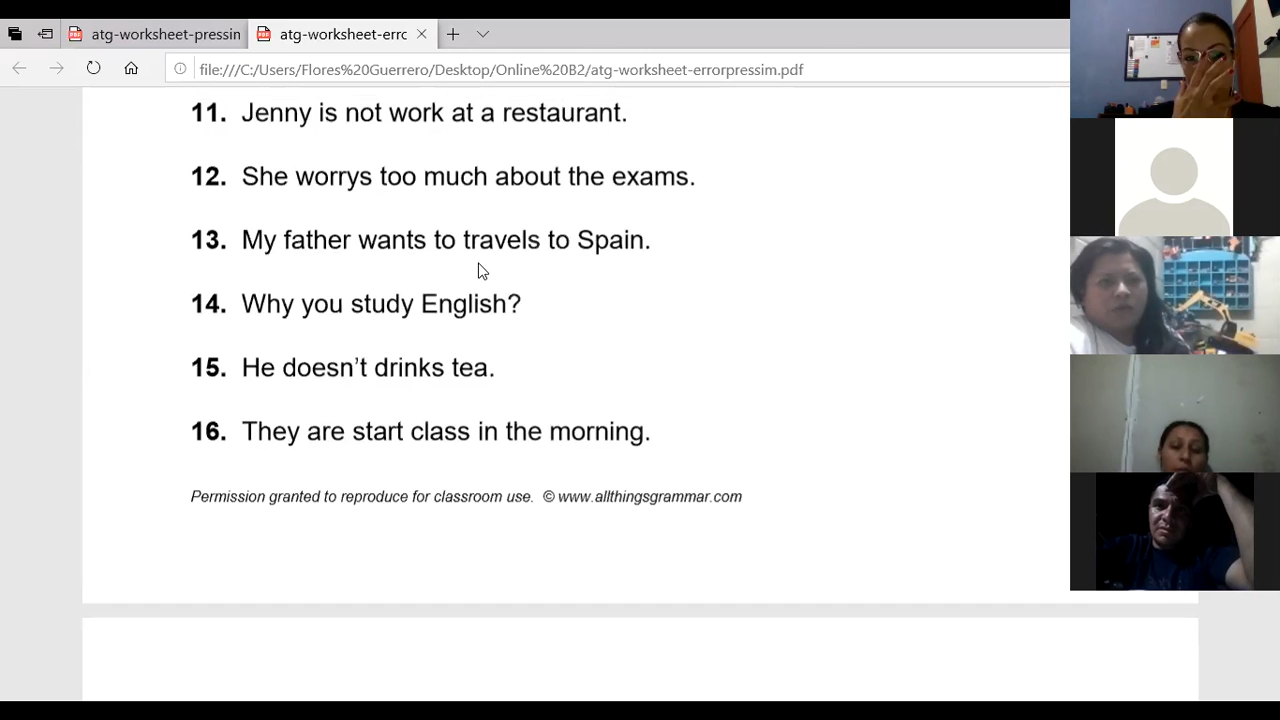 atg-worksheet-pressin
atg-worksheet-errc
file:///C:/Users/Flores%20Guerrero/Desktop/Online%20B2/atg-worksheet-errorpressim.pdf
11. Jenny is not work at a restaurant.
12. She worrys too much about the exams.
13. My father wants to travels to Spain.
14. Why you study English?
15. He doesn’t drinks tea.
16. They are start class in the morning.
Permission granted to reproduce for classroom use. © www.allthingsgrammar.com